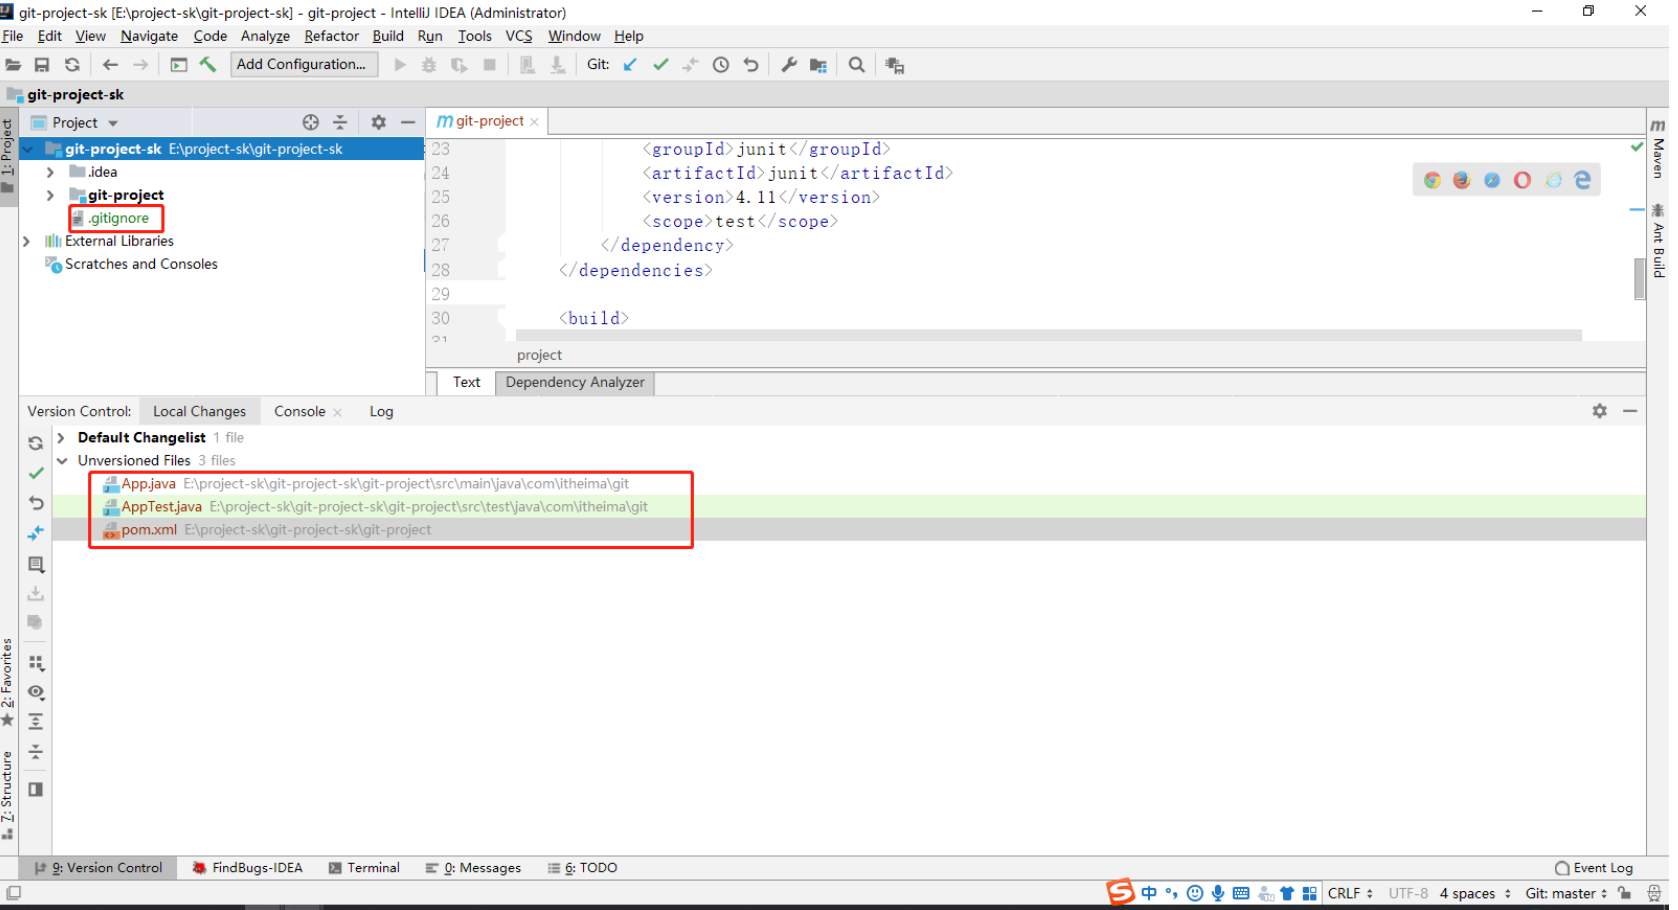 git-project-sk [E:\project-sk\git-project-sk] - git-project - IntelliJ IDEA (Administrator)
File Edit View Navigate Code Analyze Refactor Build Run Tools VCS Window Help
Add Configuration... Git:
git-project-sk
1: Project
Project
git-project
git-project-sk E:\project-sk\git-project-sk
.idea
git-project
.gitignore
External Libraries
Scratches and Consoles
23 <groupId>junit</groupId>
24 <artifactId>junit</artifactId>
25 <version>4.11</version>
26 <scope>test</scope>
27 </dependency>
28 </dependencies>
29
30 <build>
31
project
Text Dependency Analyzer
Maven
Ant Build
Version Control: Local Changes Console Log
Default Changelist 1 file
Unversioned Files 3 files
App.java E:\project-sk\git-project-sk\git-project\src\main\java\com\itheima\git
AppTest.java E:\project-sk\git-project-sk\git-project\src\test\java\com\itheima\git
pom.xml E:\project-sk\git-project-sk\git-project
2: Favorites
7: Structure
9: Version Control FindBugs-IDEA Terminal 0: Messages 6: TODO Event Log
中 CRLF UTF-8 4 spaces Git: master